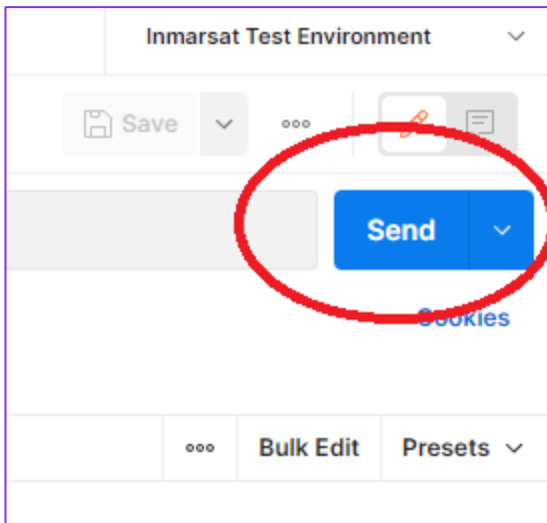 Inmarsat Test Environment
Save
Send
Cookies
Bulk Edit Presets